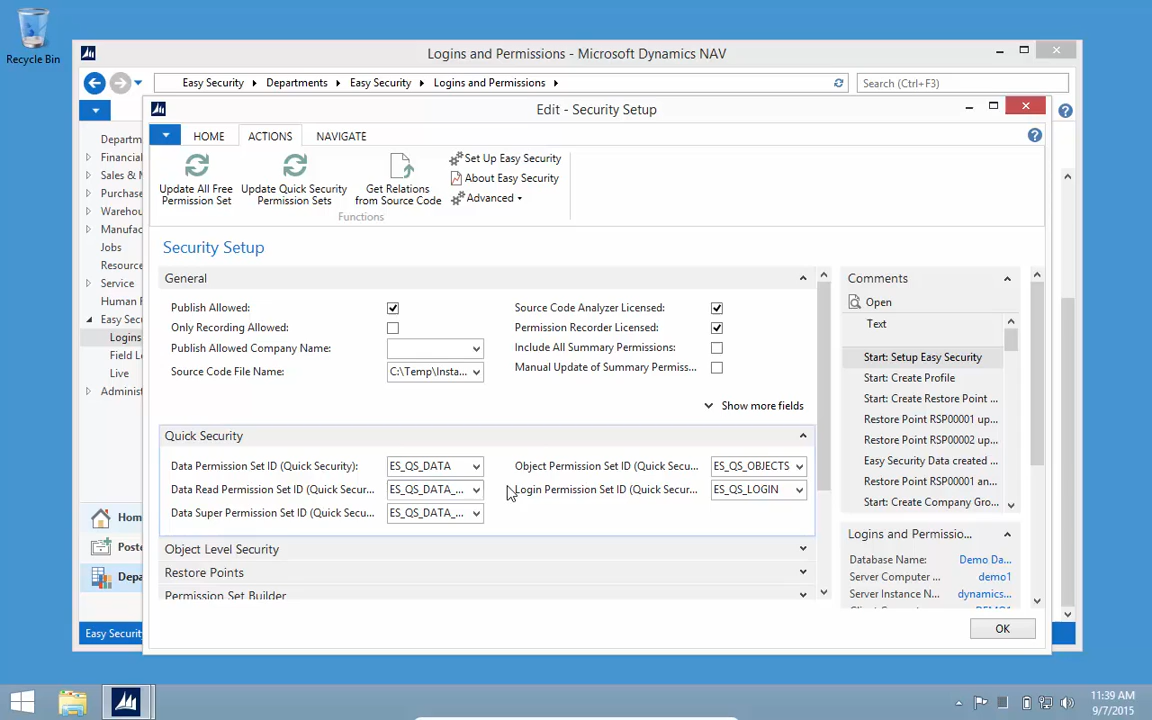 Recycle Bin
Logins and Permissions - Microsoft Dynamics NAV
Easy Security
Departments
Easy Security
Logins and Permissions
Search (Ctrl+F3)
Edit - Security Setup
HOME
ACTIONS
NAVIGATE
Departm
Financial
Sales & M
Purchase
Warehou
Manufac
Jobs
Resource
Service
Human R
Easy Secu
Logins
Field Le
Live
Administ
Hom
Poste
Depa
Easy Securit
Update All Free
Permission Set
Update Quick Security
Permission Sets
Get Relations
from Source Code
Set Up Easy Security
About Easy Security
Advanced
Functions
Security Setup
General
Publish Allowed:
Only Recording Allowed:
Publish Allowed Company Name:
Source Code File Name:
C:\Temp\Insta...
Source Code Analyzer Licensed:
Permission Recorder Licensed:
Include All Summary Permissions:
Manual Update of Summary Permiss...
Show more fields
Quick Security
Data Permission Set ID (Quick Security):
ES_QS_DATA
Data Read Permission Set ID (Quick Secur...
ES_QS_DATA_...
Data Super Permission Set ID (Quick Secu...
ES_QS_DATA_...
Object Permission Set ID (Quick Secu...
ES_QS_OBJECTS
Login Permission Set ID (Quick Secur...
ES_QS_LOGIN
Object Level Security
Restore Points
Permission Set Builder
Comments
Open
Text
Start: Setup Easy Security
Start: Create Profile
Start: Create Restore Point ...
Restore Point RSP00001 up...
Restore Point RSP00002 up...
Easy Security Data created ...
Restore Point RSP00001 an...
Start: Create Company Gro...
Logins and Permissio...
Database Name:
Demo Da...
Server Computer ...
demo1
Server Instance N...
dynamics...
OK
11:39 AM
9/7/2015